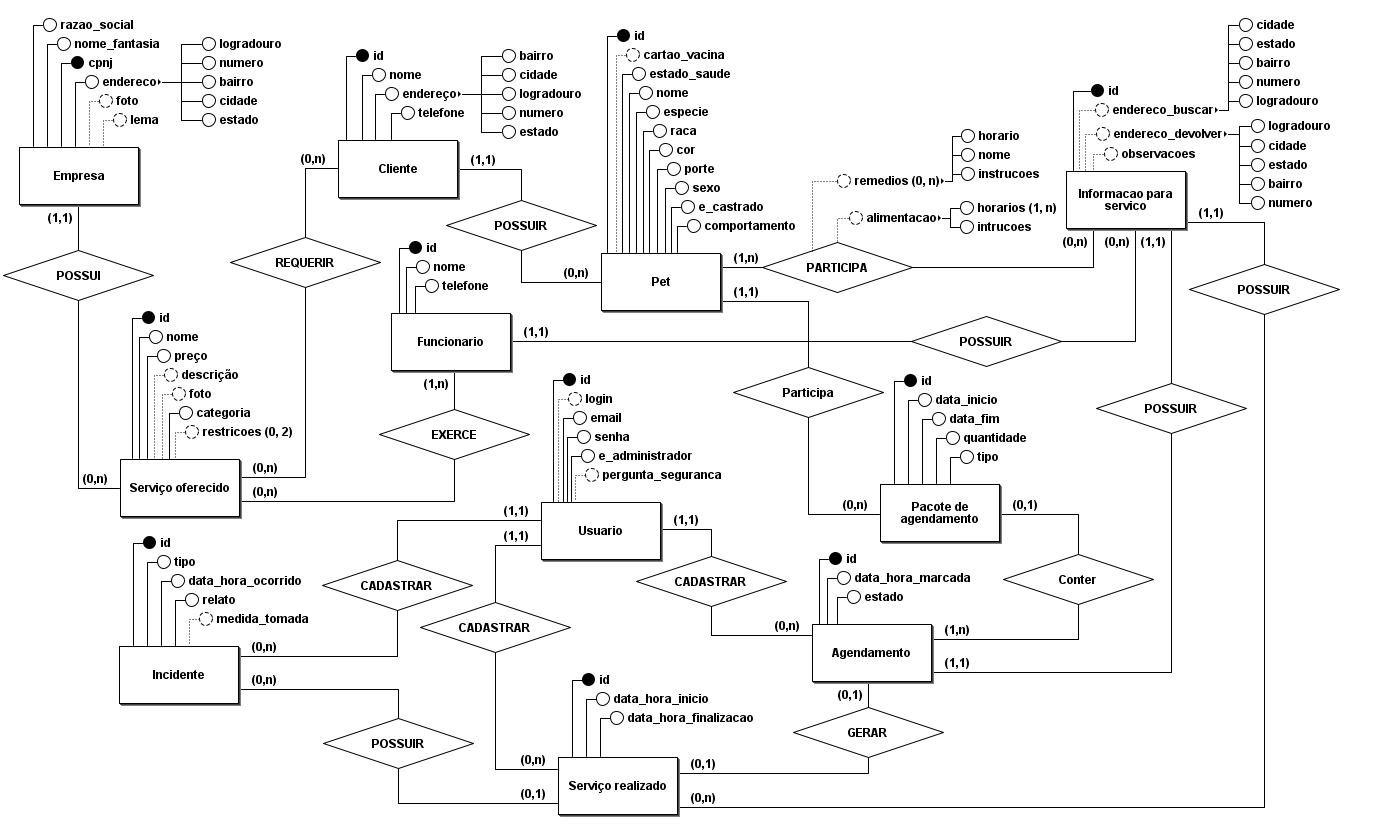 razao_social
nome_fantasia
cpnj
endereco
foto
lema
logradouro
numero
bairro
cidade
estado
Empresa
(1,1)
POSSUI
(0,n)
id
nome
endereço
telefone
bairro
cidade
logradouro
numero
estado
Cliente
(0,n)
REQUERIR
(0,n)
(1,1)
POSSUIR
(0,n)
id
cartao_vacina
estado_saude
nome
especie
raca
cor
porte
sexo
e_castrado
comportamento
Pet
(1,n)
PARTICIPA
remedios (0, n)
horario
nome
instrucoes
alimentacao
horarios (1, n)
intrucoes
(0,n)
(0,n)
(1,1)
(1,1)
id
endereco_buscar
cidade
estado
bairro
numero
logradouro
endereco_devolver
logradouro
cidade
estado
bairro
numero
observacoes
Informacao para
servico
POSSUIR
id
nome
telefone
Funcionario
(1,1)
POSSUIR
(1,n)
EXERCE
(0,n)
id
nome
preço
descrição
foto
categoria
restricoes (0, 2)
Serviço oferecido
(1,1)
Participa
(0,n)
id
data_inicio
data_fim
quantidade
tipo
Pacote de
agendamento
(0,1)
Conter
(1,n)
POSSUIR
(1,1)
id
login
email
senha
e_administrador
pergunta_seguranca
Usuario
(1,1)
(1,1)
(1,1)
CADASTRAR
CADASTRAR
CADASTRAR
(0,n)
id
data_hora_marcada
estado
Agendamento
(0,1)
GERAR
(0,1)
id
tipo
data_hora_ocorrido
relato
medida_tomada
Incidente
(0,n)
(0,n)
POSSUIR
(0,1)
id
data_hora_inicio
data_hora_finalizacao
Serviço realizado
(0,n)
(0,n)